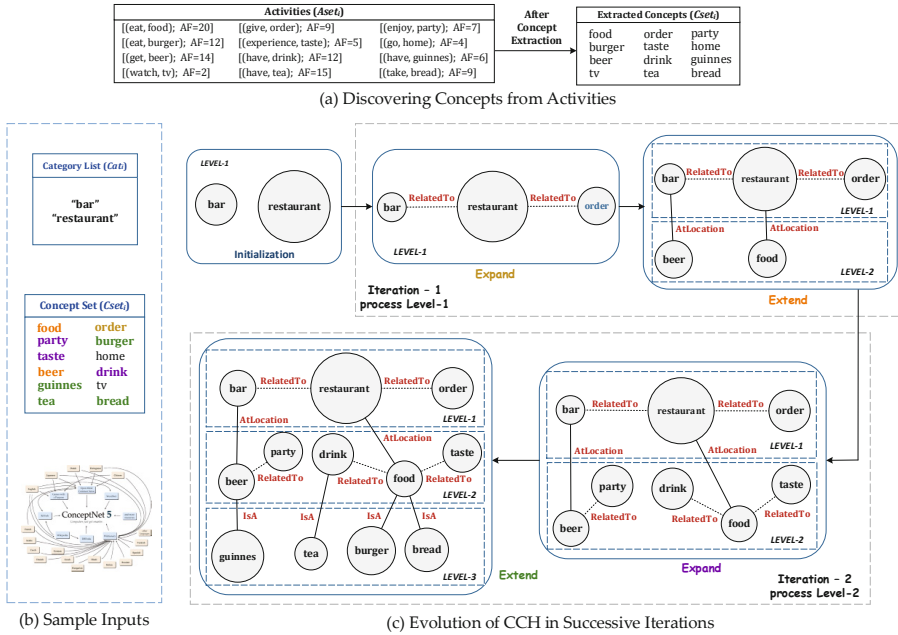 Activities (Aseti)
[(eat, food); AF=20] [(give, order); AF=9] [(enjoy, party); AF=7]
[(eat, burger); AF=12] [(experience, taste); AF=5] [(go, home); AF=4]
[(get, beer); AF=14] [(have, drink); AF=12] [(have, guinnes); AF=6]
[(watch, tv); AF=2] [(have, tea); AF=15] [(take, bread); AF=9]
After
Concept
Extraction
Extracted Concepts (Cseti)
food order party
burger taste home
beer drink guinnes
tv tea bread
(a) Discovering Concepts from Activities
Category List (Cati)
"bar"
"restaurant"
Concept Set (Cseti)
food order
party burger
taste home
beer drink
guinnes tv
tea bread
ConceptNet 5
(b) Sample Inputs
LEVEL-1
bar
restaurant
Initialization
bar
RelatedTo
restaurant
RelatedTo
order
LEVEL-1
Expand
Iteration - 1
process Level-1
bar
RelatedTo
restaurant
RelatedTo
order
LEVEL-1
AtLocation
AtLocation
beer
food
LEVEL-2
Extend
bar
RelatedTo
restaurant
RelatedTo
order
LEVEL-1
AtLocation
AtLocation
party
drink
taste
beer
RelatedTo
RelatedTo
food
RelatedTo
LEVEL-2
IsA
IsA
IsA
IsA
guinnes
tea
burger
bread
LEVEL-3
Extend
bar
RelatedTo
restaurant
RelatedTo
order
LEVEL-1
AtLocation
AtLocation
party
drink
taste
beer
RelatedTo
RelatedTo
food
RelatedTo
LEVEL-2
Expand
Iteration - 2
process Level-2
(c) Evolution of CCH in Successive Iterations